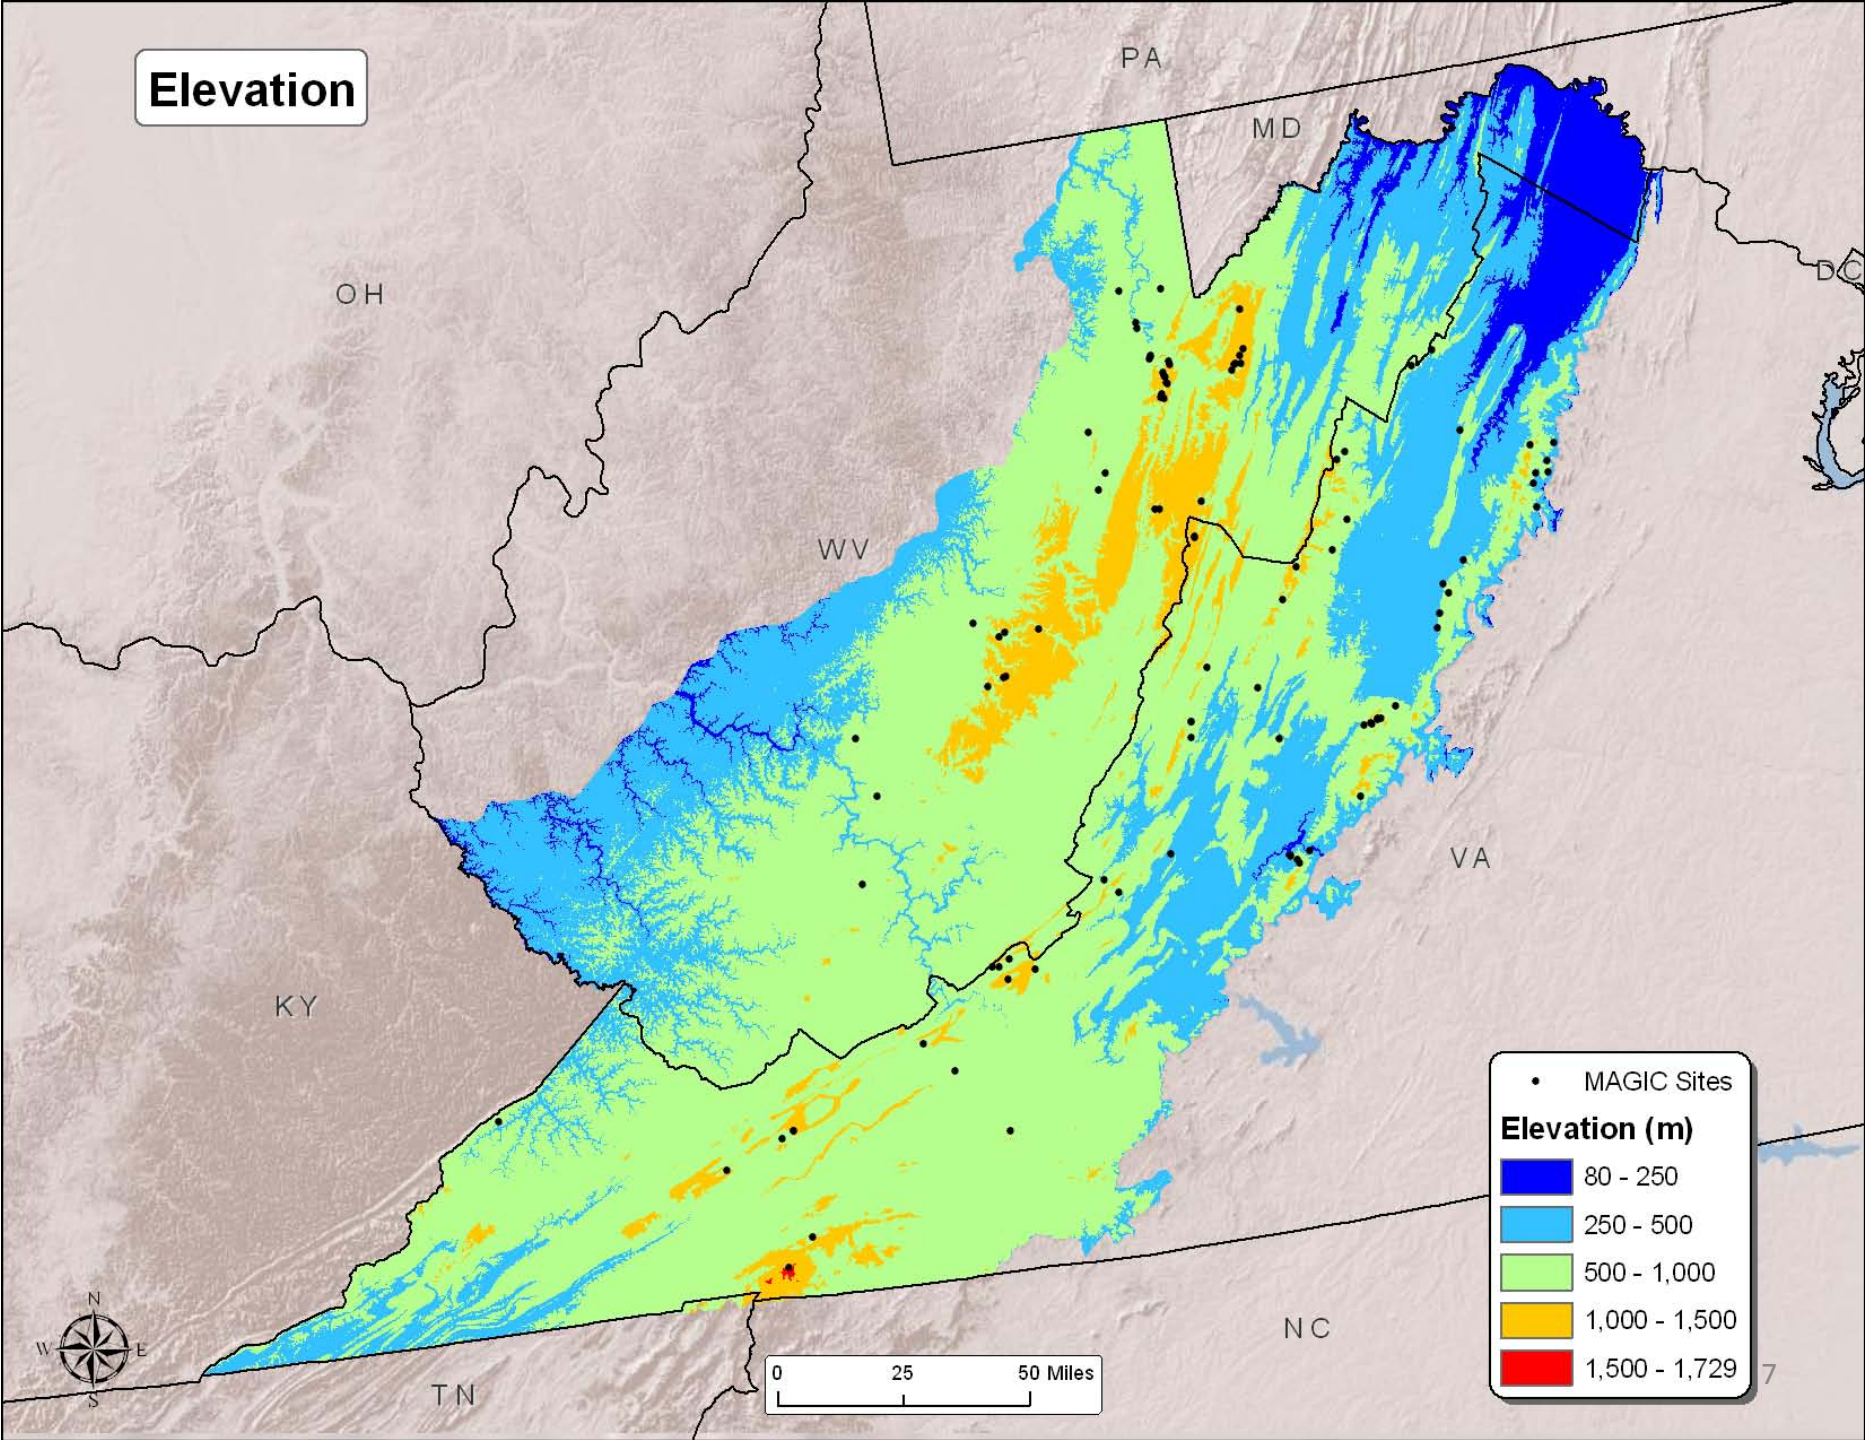 Elevation
PA
MD
DC
OH
WV
KY
VA
TN
NC
N
W E
S
0 25 50 Miles
MAGIC Sites
Elevation (m)
80 - 250
250 - 500
500 - 1,000
1,000 - 1,500
1,500 - 1,729
7